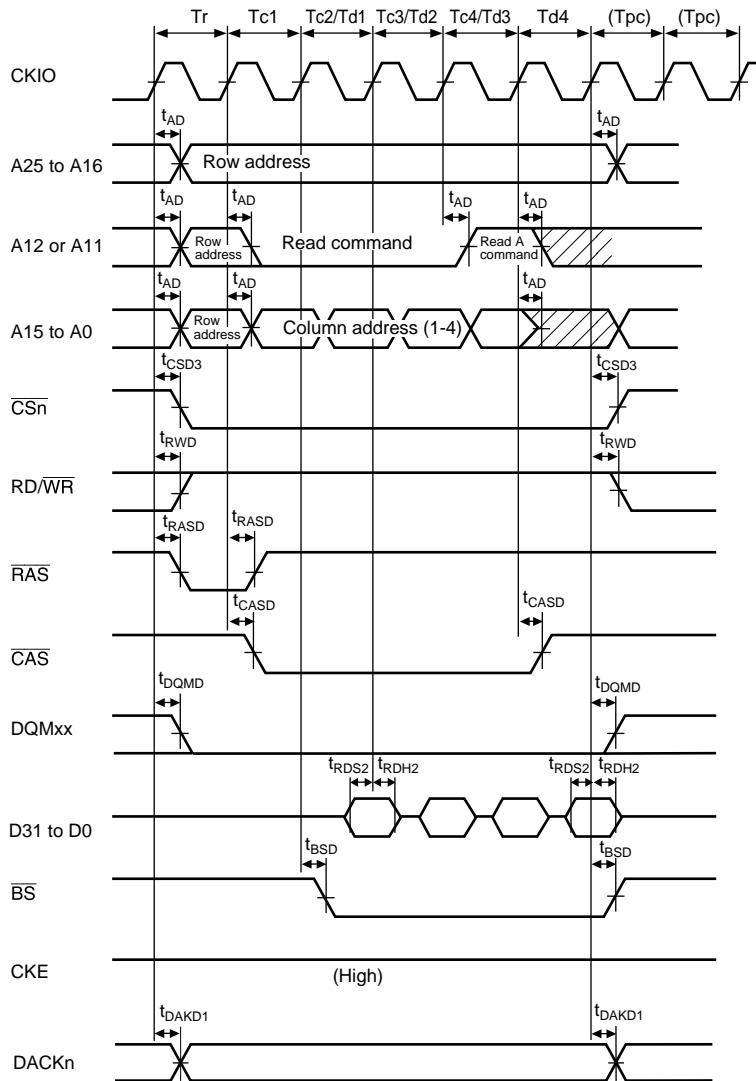 Tr Tc1 Tc2/Td1 Tc3/Td2 Tc4/Td3 Td4 (Tpc) (Tpc)
CKIO
tAD tAD
A25 to A16 Row address
tAD tAD tAD tAD
A12 or A11 Row address Read command Read A command
tAD tAD tAD
A15 to A0 Row address Column address (1-4)
tCSD3 tCSD3
CSn
tRWD tRWD
RD/WR
tRASD tRASD
RAS
tCASD tCASD
CAS
tDQMD tDQMD
DQMxx
tRDS2 tRDH2 tRDS2 tRDH2
D31 to D0
tBSD tBSD
BS
CKE (High)
tDAKD1 tDAKD1
DACKn